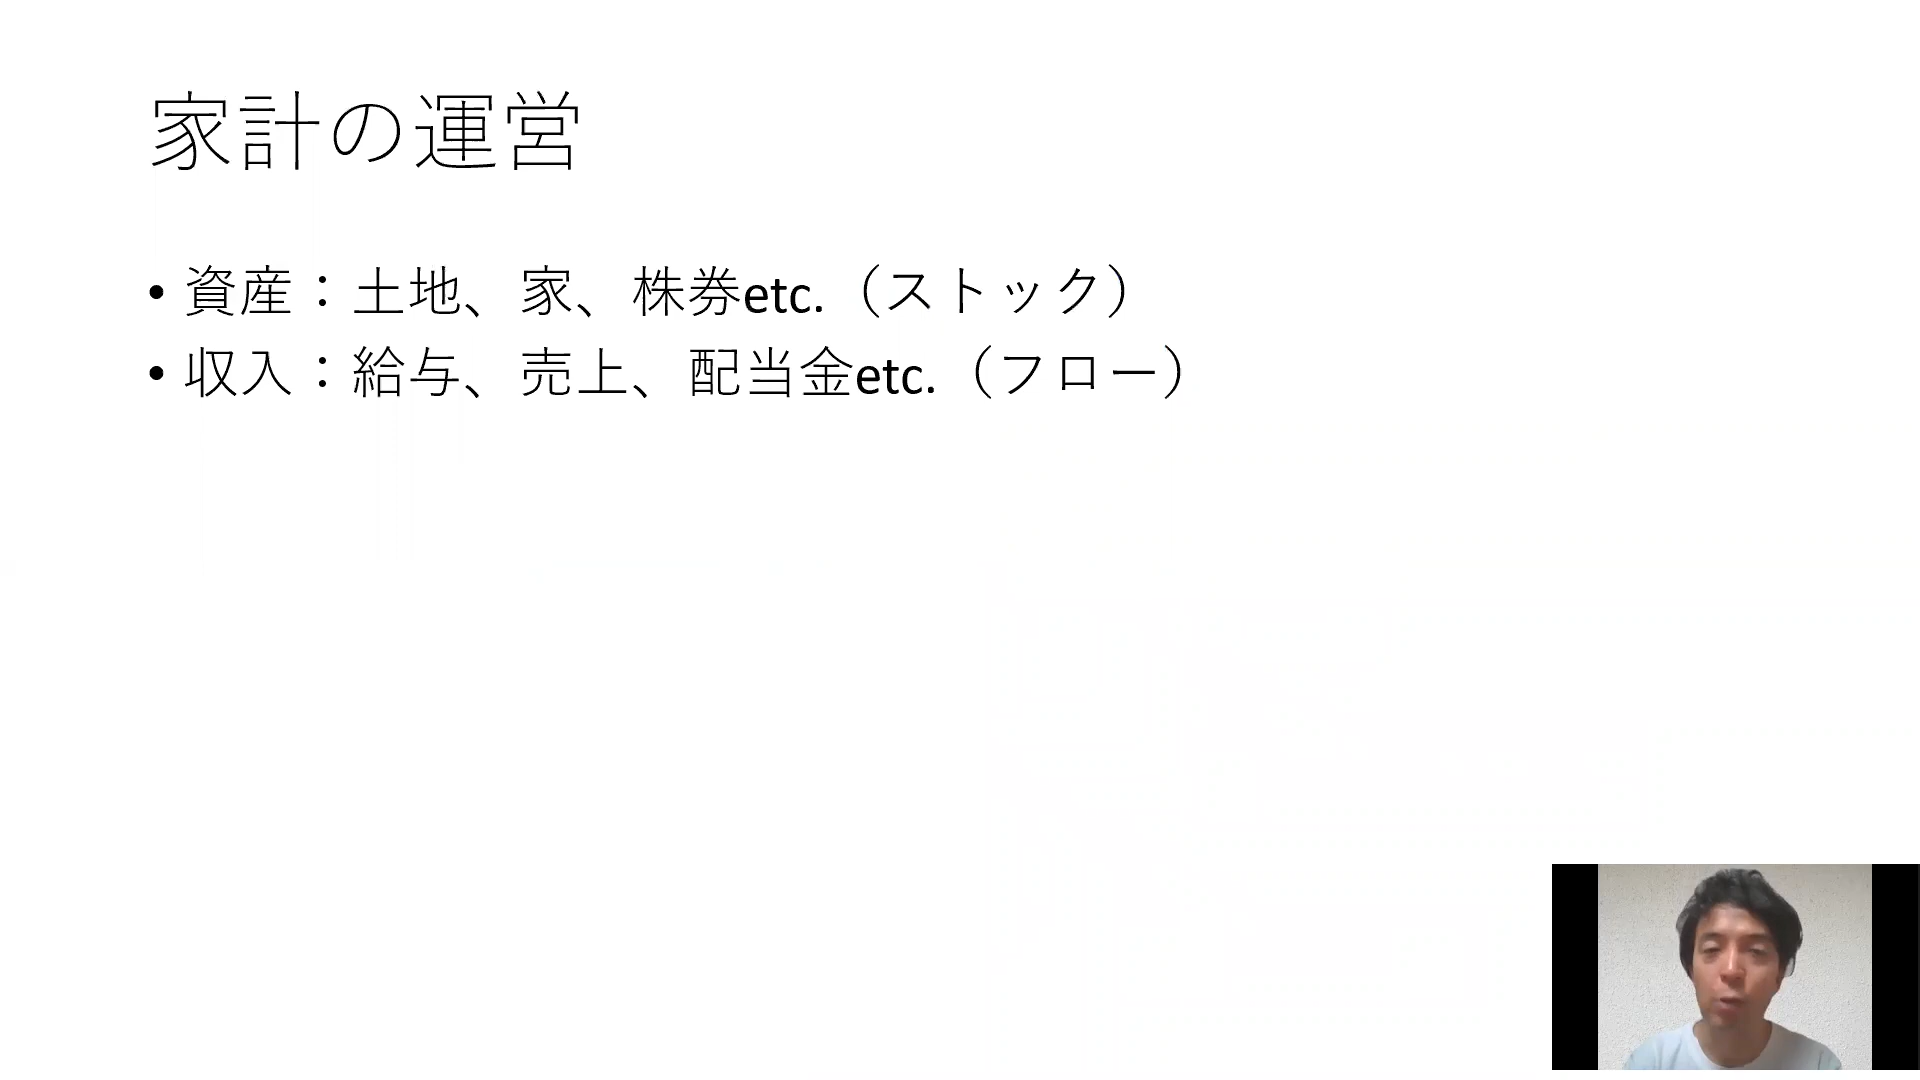 家計の運営
• 資産：土地、家、株券etc.（ストック）
• 収入：給与、売上、配当金etc.（フロー）